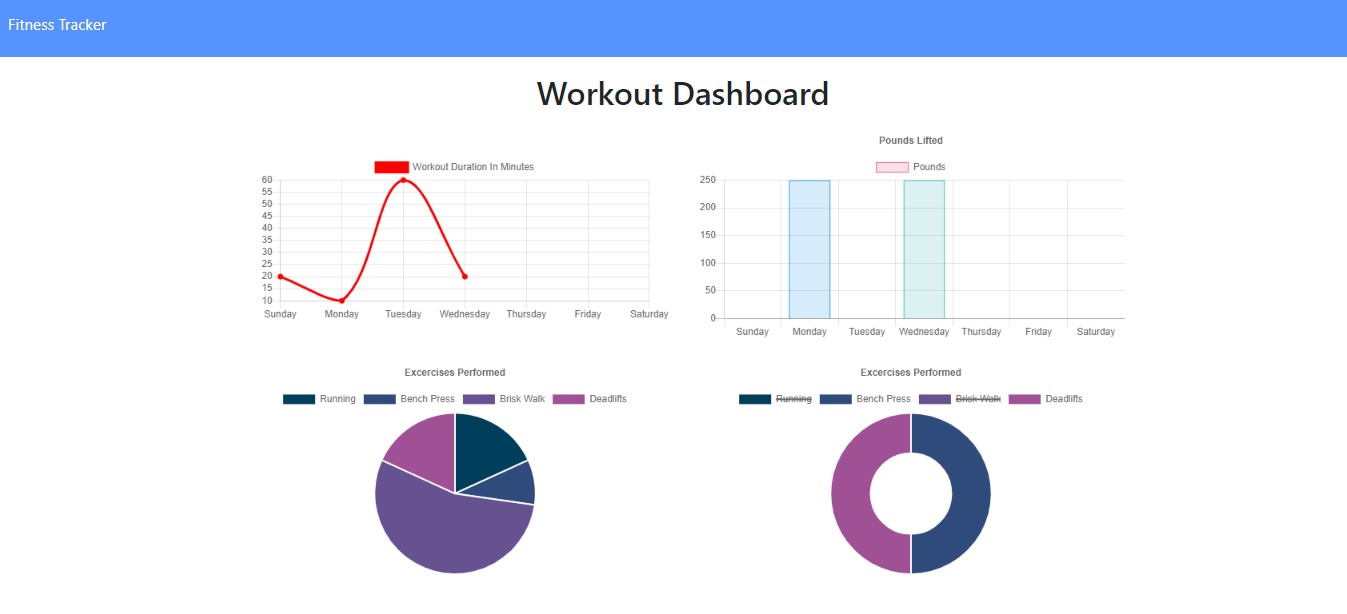 Fitness Tracker
Workout Dashboard
Workout Duration In Minutes
60
55
50
45
40
35
30
25
20
15
10
Sunday Monday Tuesday Wednesday Thursday Friday Saturday
Pounds Lifted
Pounds
250
200
150
100
50
0
Sunday Monday Tuesday Wednesday Thursday Friday Saturday
Excercises Performed
Running Bench Press Brisk Walk Deadlifts
Excercises Performed
Running Bench Press Brisk Walk Deadlifts